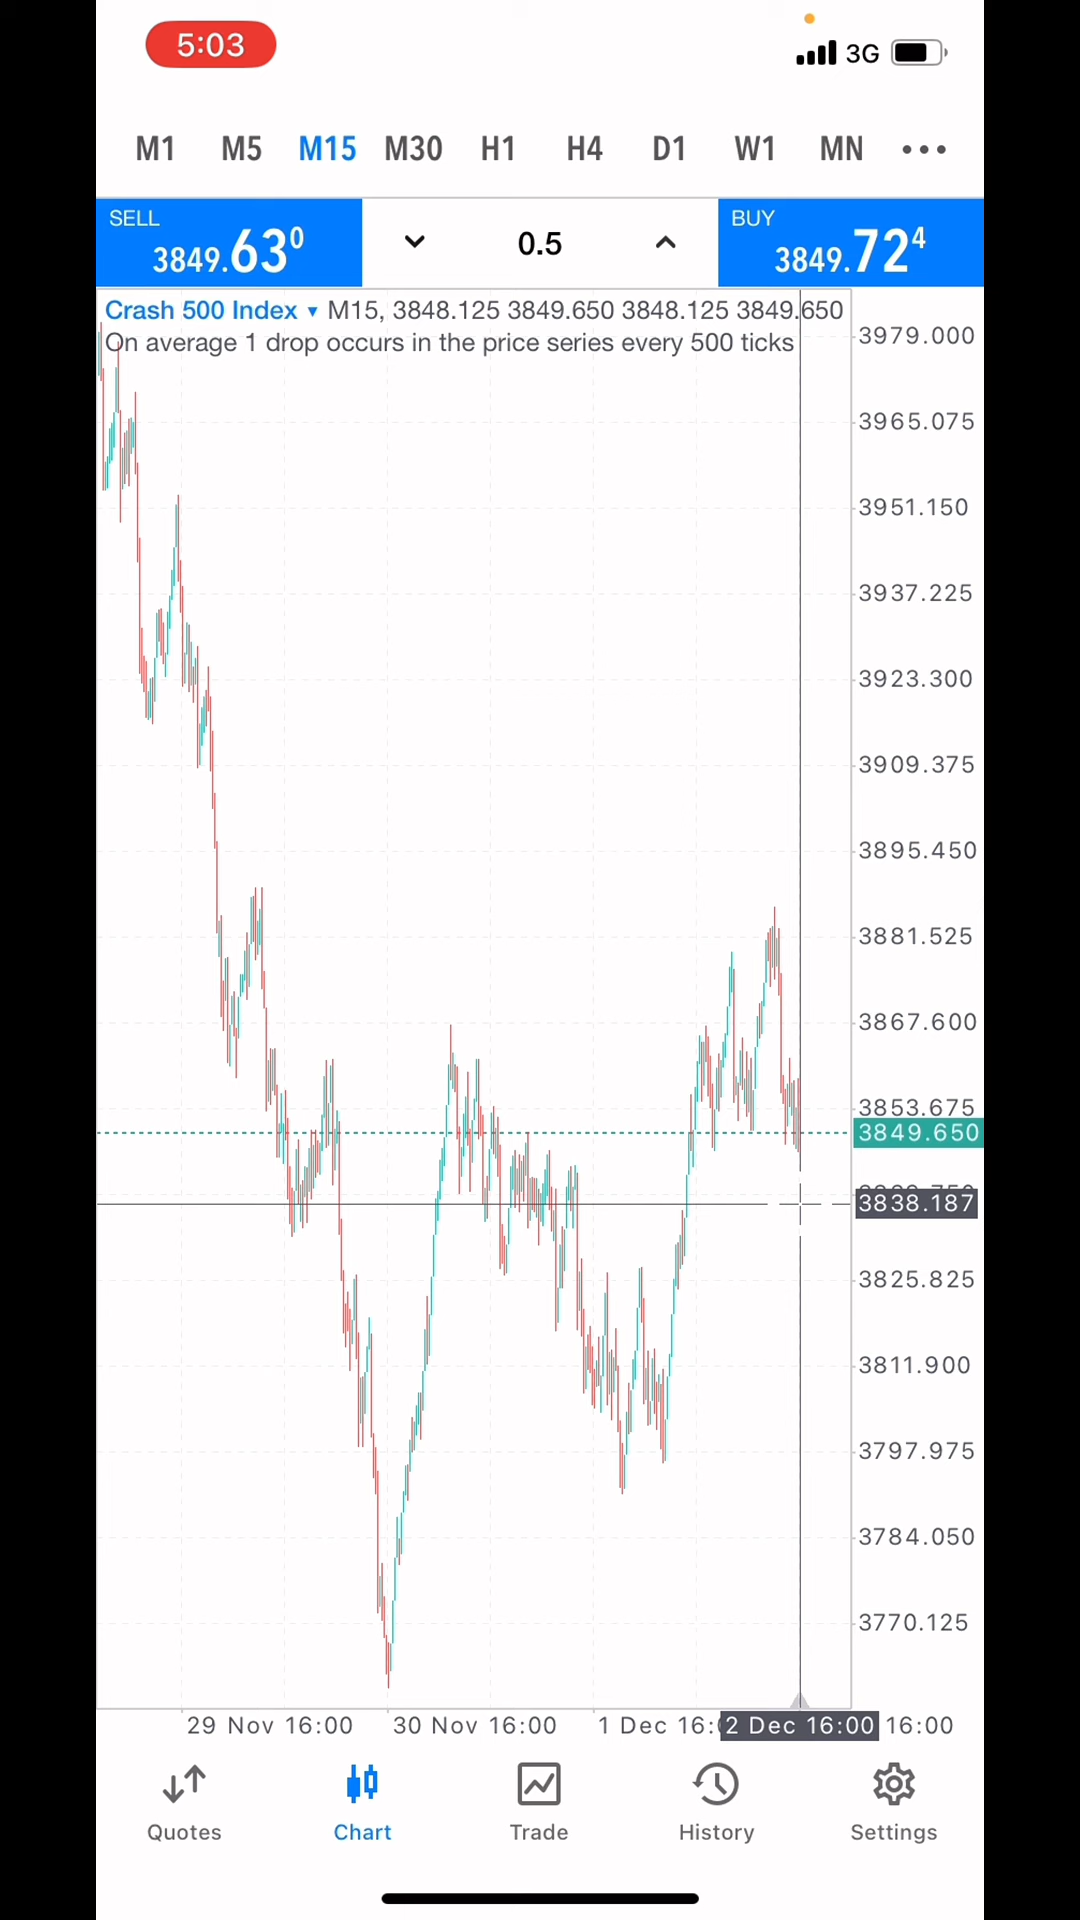 5:03
3G
M1 M5 M15 M30 H1 H4 D1 W1 MN
SELL
3849.630
0.5
BUY
3849.724
Crash 500 Index ▾ M15, 3848.125 3849.650 3848.125 3849.650
On average 1 drop occurs in the price series every 500 ticks
3979.000
3965.075
3951.150
3937.225
3923.300
3909.375
3895.450
3881.525
3867.600
3853.675
3849.650
3838.187
3825.825
3811.900
3797.975
3784.050
3770.125
29 Nov 16:00 30 Nov 16:00 1 Dec 16: 2 Dec 16:00 16:00
Quotes Chart Trade History Settings